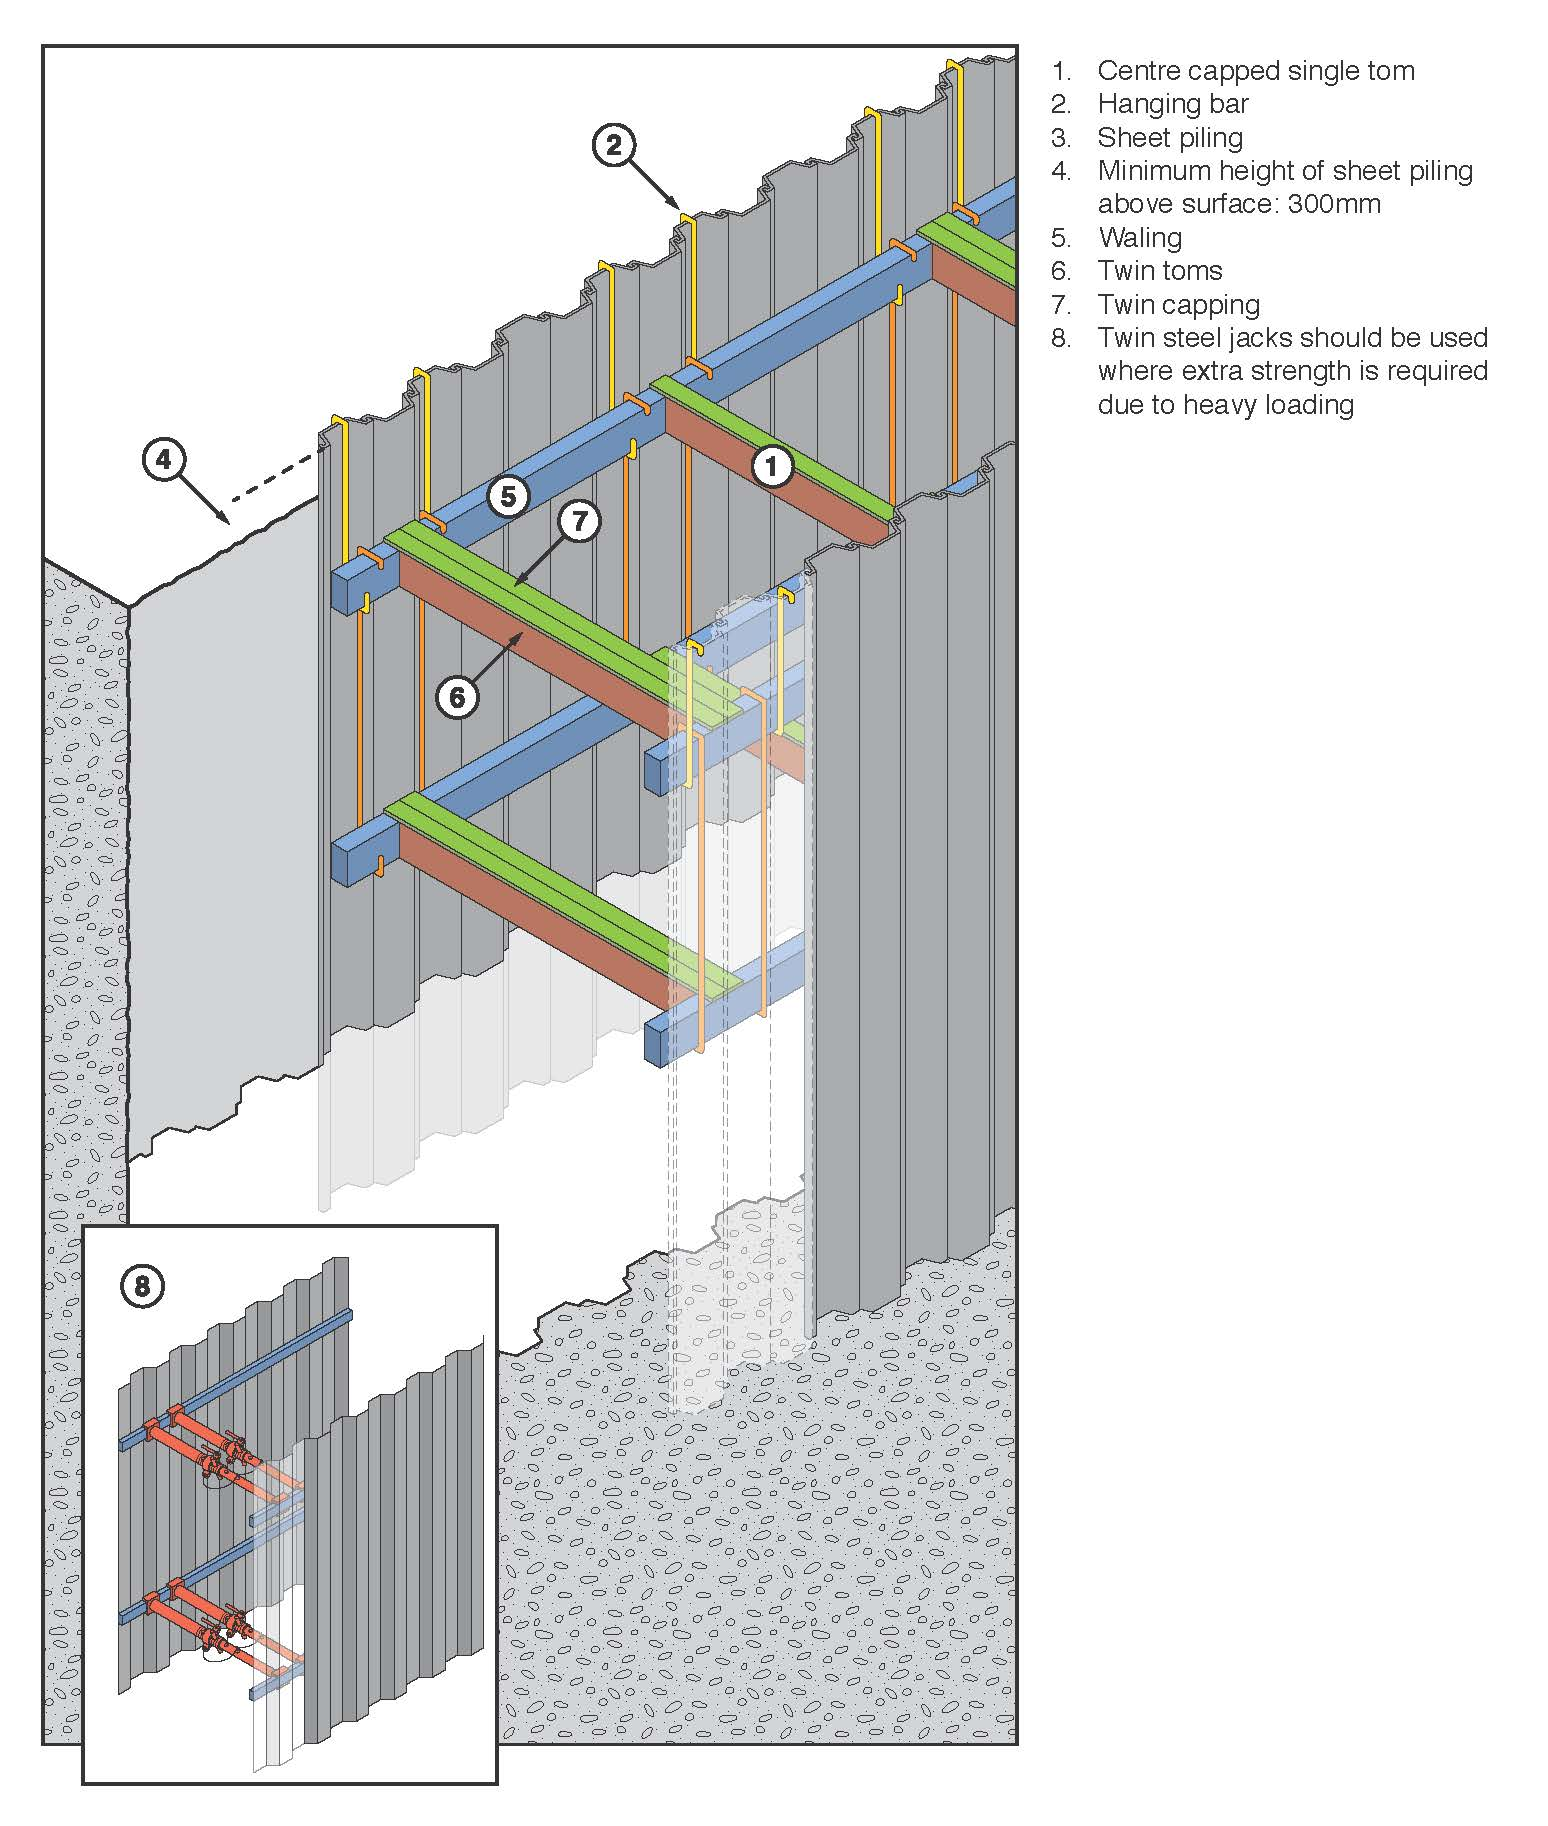 1. Centre capped single tom
2. Hanging bar
3. Sheet piling
4. Minimum height of sheet piling
above surface: 300mm
5. Waling
6. Twin toms
7. Twin capping
8. Twin steel jacks should be used
where extra strength is required
due to heavy loading
2
4
1
5
7
6
8